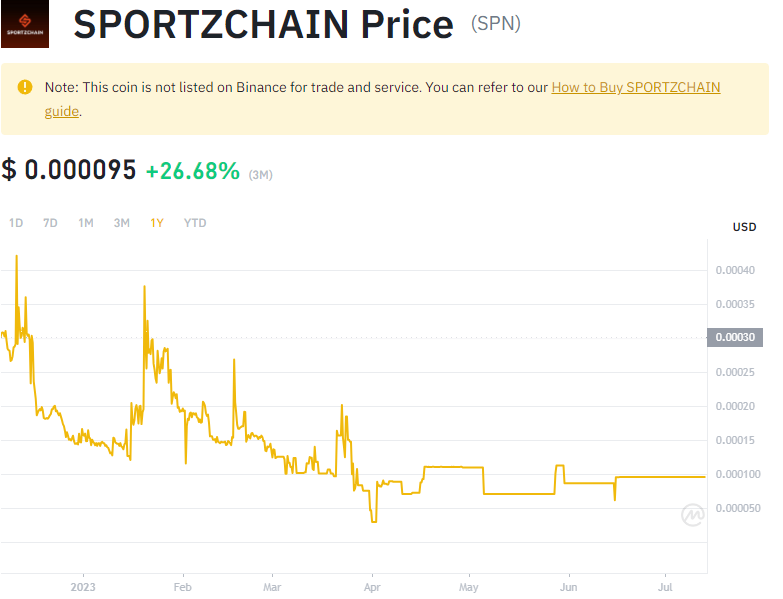 SPORTZCHAIN
SPORTZCHAIN Price (SPN)
Note: This coin is not listed on Binance for trade and service. You can refer to our How to Buy SPORTZCHAIN
guide.
$ 0.000095 +26.68% (3M)
1D 7D 1M 3M 1Y YTD
USD
0.00040
0.00035
0.00030
0.00025
0.00020
0.00015
0.000100
0.000050
2023 Feb Mar Apr May Jun Jul